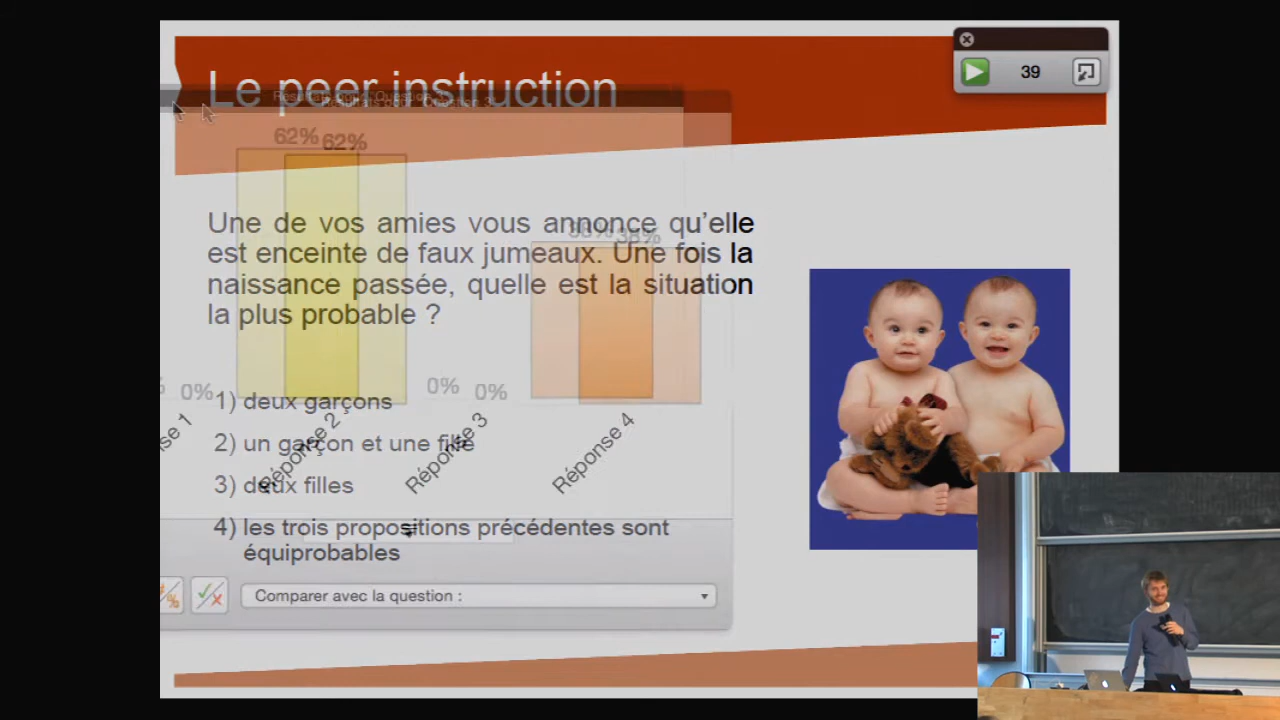 Le peer instruction
39
62%
62%
38%
38%
Une de vos amies vous annonce qu'elle
est enceinte de faux jumeaux. Une fois la
naissance passée, quelle est la situation
la plus probable ?
0%
0%
0%
1) deux garçons
2) un garçon et une fille
3) deux filles
4) les trois propositions précédentes sont
équiprobables
Réponse 2
Réponse 3
Réponse 4
Comparer avec la question :